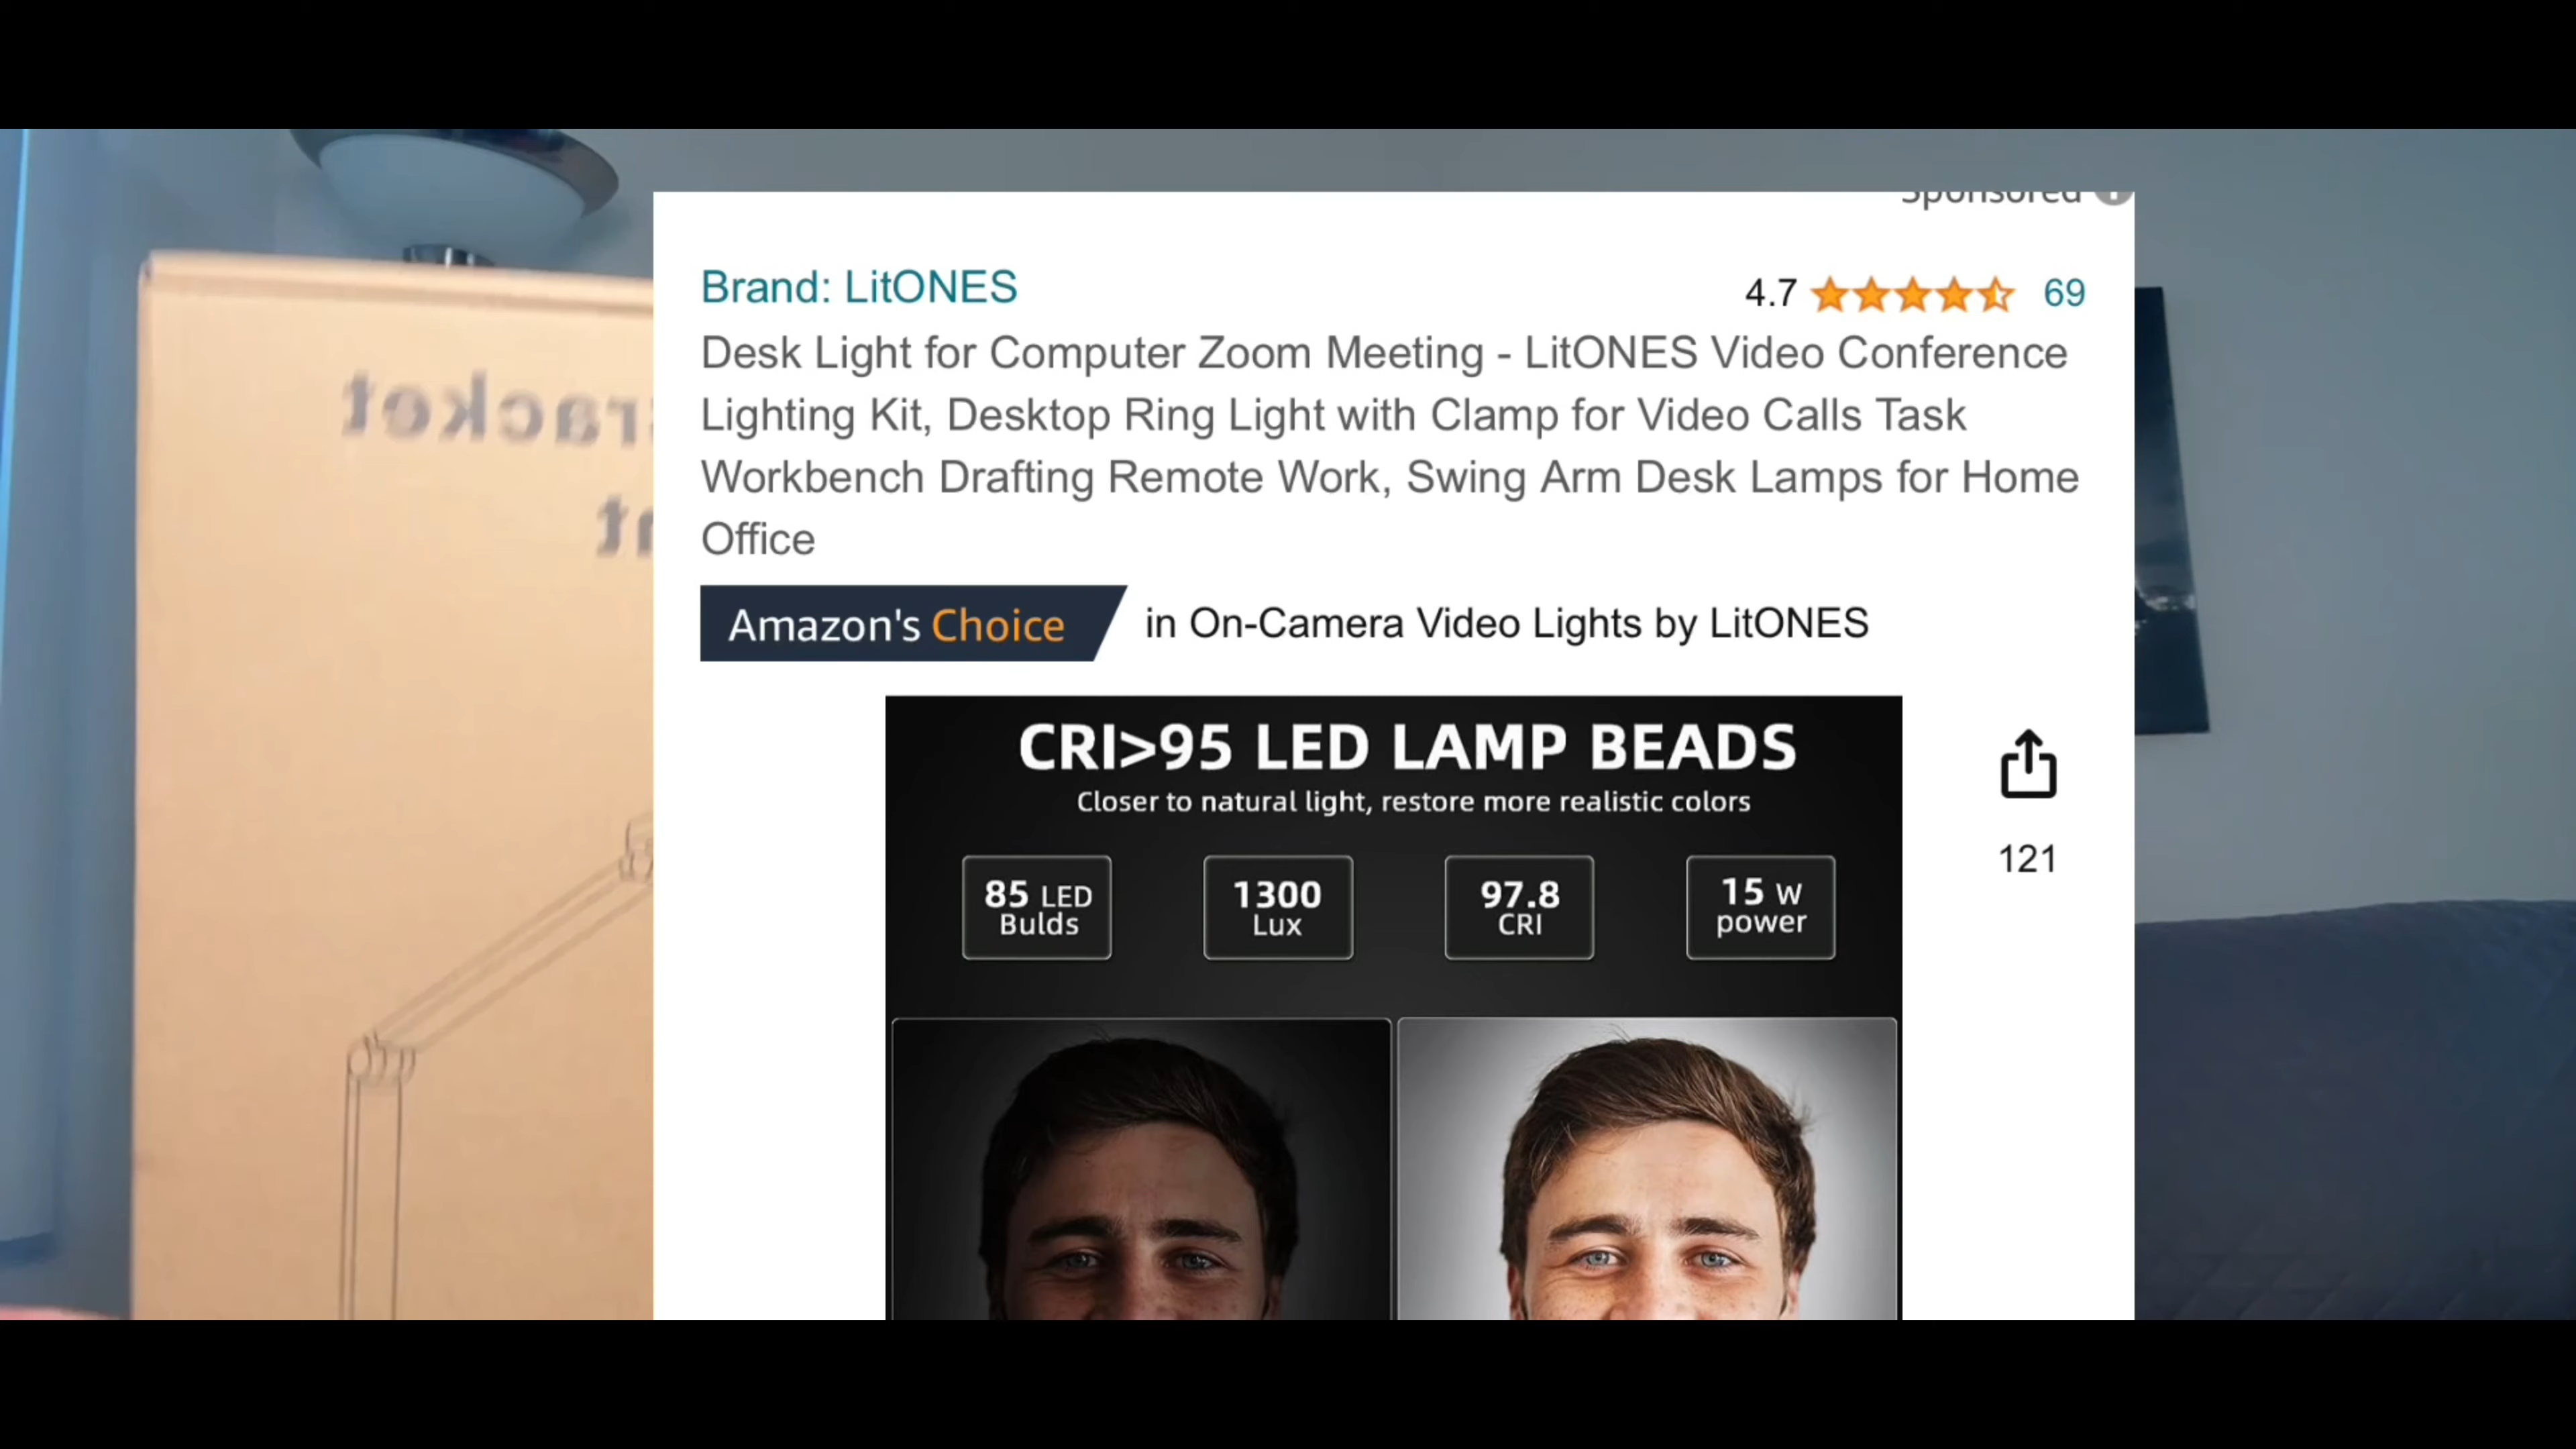 Brand: LitONES
4.7
69
Desk Light for Computer Zoom Meeting - LitONES Video Conference
Lighting Kit, Desktop Ring Light with Clamp for Video Calls Task
Workbench Drafting Remote Work, Swing Arm Desk Lamps for Home
Office
Amazon's Choice in On-Camera Video Lights by LitONES
CRI>95 LED LAMP BEADS
Closer to natural light, restore more realistic colors
85 LED
Bulds
1300
Lux
97.8
CRI
15 W
power
121